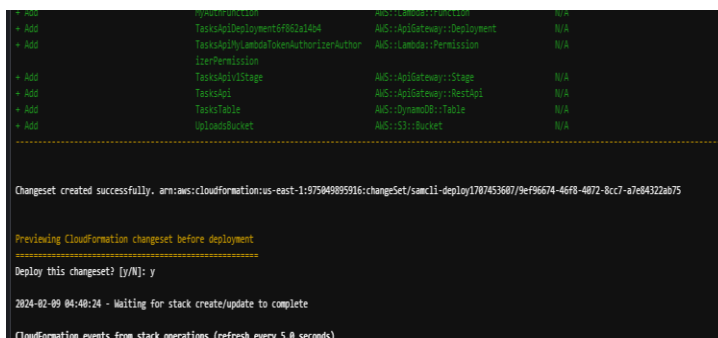 + Add MyAuthFunction AWS::Lambda::Function N/A
+ Add TasksApiDeployment6f862a14b4 AWS::ApiGateway::Deployment N/A
+ Add TasksApiMyLambdaTokenAuthorizerAuthor AWS::Lambda::Permission N/A
izerPermission
+ Add TasksApiv1Stage AWS::ApiGateway::Stage N/A
+ Add TasksApi AWS::ApiGateway::RestApi N/A
+ Add TasksTable AWS::DynamoDB::Table N/A
+ Add UploadsBucket AWS::S3::Bucket N/A
Changeset created successfully. arn:aws:cloudformation:us-east-1:975049895916:changeSet/samcli-deploy1707453607/9ef96674-46f8-4072-8cc7-a7e84322ab75
Previewing CloudFormation changeset before deployment
======================================================
Deploy this changeset? [y/N]: y
2024-02-09 04:40:24 - Waiting for stack create/update to complete
CloudFormation events from stack operations (refresh every 5.0 seconds)